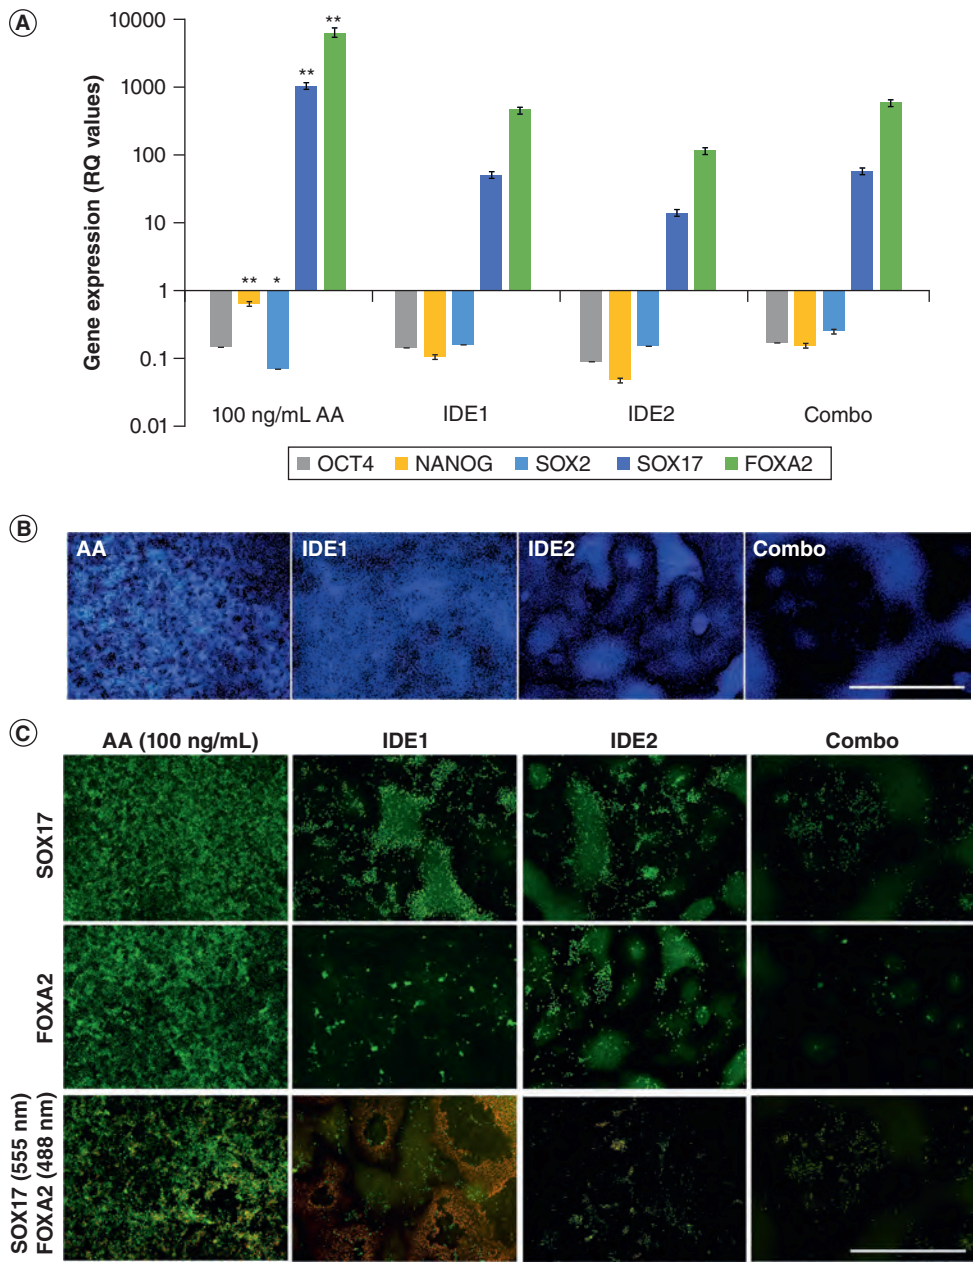 A
Gene expression (RQ values)
10000
1000
100
10
1
0.1
0.01
**
*
**
**
100 ng/mL AA
IDE1
IDE2
Combo
OCT4 NANOG SOX2 SOX17 FOXA2
B
AA
IDE1
IDE2
Combo
C
AA (100 ng/mL)
IDE1
IDE2
Combo
SOX17
FOXA2
SOX17 (555 nm)
FOXA2 (488 nm)